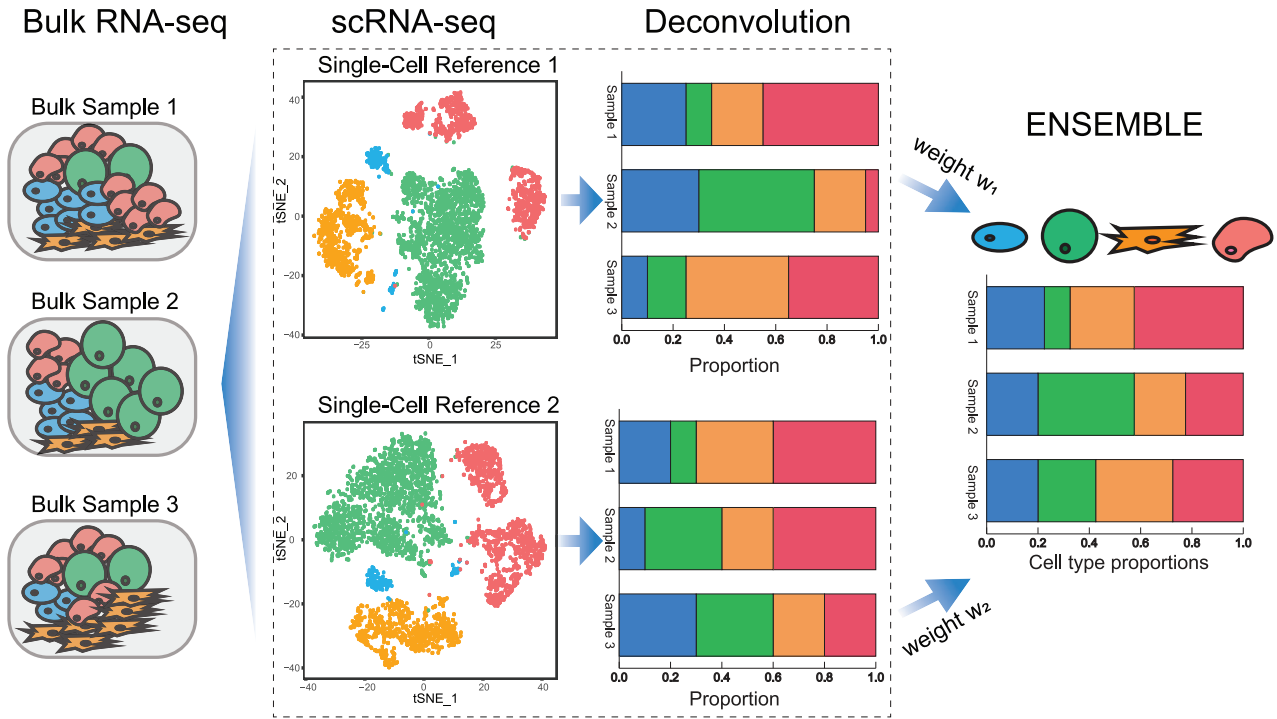 Bulk RNA-seq
scRNA-seq
Deconvolution
ENSEMBLE
Bulk Sample 1
Bulk Sample 2
Bulk Sample 3
Single-Cell Reference 1
40
20
0
−20
−40
tSNE_2
−25
0
25
tSNE_1
Sample 1
Sample 2
Sample 3
0.0
0.2
0.4
0.6
0.8
1.0
Proportion
Single-Cell Reference 2
20
0
−20
−40
tSNE_2
−40
−20
0
20
40
tSNE_1
Sample 1
Sample 2
Sample 3
0.0
0.2
0.4
0.6
0.8
1.0
Proportion
weight w₁
weight w₂
Sample 1
Sample 2
Sample 3
0.0
0.2
0.4
0.6
0.8
1.0
Cell type proportions